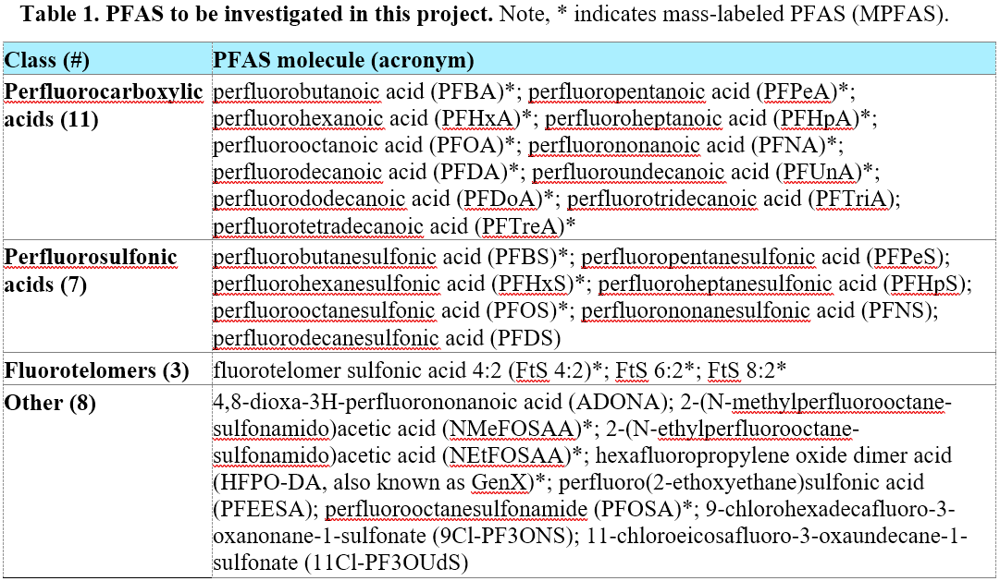 Table 1. PFAS to be investigated in this project. Note, * indicates mass-labeled PFAS (MPFAS).
Class (#) PFAS molecule (acronym)
Perfluorocarboxylic acids (11)
perfluorobutanoic acid (PFBA)*; perfluoropentanoic acid (PFPeA)*;
perfluorohexanoic acid (PFHxA)*; perfluoroheptanoic acid (PFHpA)*;
perfluorooctanoic acid (PFOA)*; perfluorononanoic acid (PFNA)*;
perfluorodecanoic acid (PFDA)*; perfluoroundecanoic acid (PFUnA)*;
perfluorododecanoic acid (PFDoA)*; perfluorotridecanoic acid (PFTriA);
perfluorotetradecanoic acid (PFTreA)*
Perfluorosulfonic acids (7)
perfluorobutanesulfonic acid (PFBS)*; perfluoropentanesulfonic acid (PFPeS);
perfluorohexanesulfonic acid (PFHxS)*; perfluoroheptanesulfonic acid (PFHpS);
perfluorooctanesulfonic acid (PFOS)*; perfluorononanesulfonic acid (PFNS);
perfluorodecanesulfonic acid (PFDS)
Fluorotelomers (3) fluorotelomer sulfonic acid 4:2 (FtS 4:2)*; FtS 6:2*; FtS 8:2*
Other (8)
4,8-dioxa-3H-perfluorononanoic acid (ADONA); 2-(N-methylperfluorooctane-
sulfonamido)acetic acid (NMeFOSAA)*; 2-(N-ethylperfluorooctane-
sulfonamido)acetic acid (NEtFOSAA)*; hexafluoropropylene oxide dimer acid
(HFPO-DA, also known as GenX)*; perfluoro(2-ethoxyethane)sulfonic acid
(PFEESA); perfluorooctanesulfonamide (PFOSA)*; 9-chlorohexadecafluoro-3-
oxanonane-1-sulfonate (9Cl-PF3ONS); 11-chloroeicosafluoro-3-oxaundecane-1-
sulfonate (11Cl-PF3OUdS)